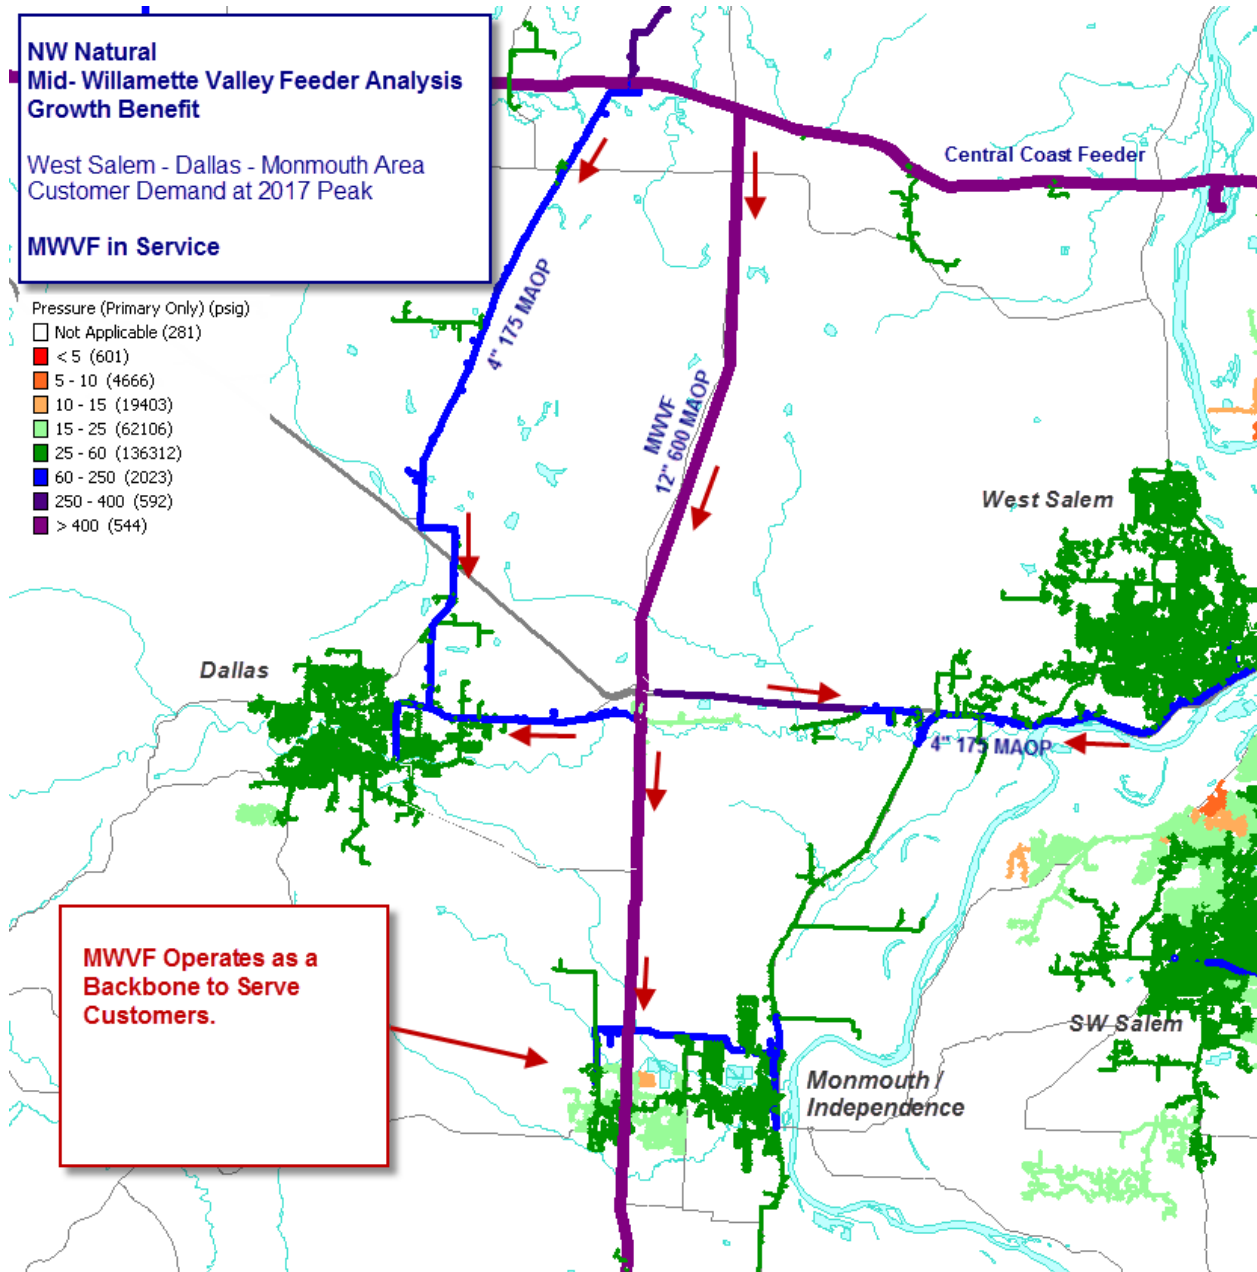 NW Natural
Mid- Willamette Valley Feeder Analysis
Growth Benefit
West Salem - Dallas - Monmouth Area
Customer Demand at 2017 Peak
MWVF in Service
Central Coast Feeder
Pressure (Primary Only) (psig)
Not Applicable (281)
< 5 (601)
5 - 10 (4666)
10 - 15 (19403)
15 - 25 (62106)
25 - 60 (136312)
60 - 250 (2023)
250 - 400 (592)
> 400 (544)
4" 175 MAOP
MWVF
12" 600 MAOP
West Salem
Dallas
4" 175 MAOP
MWVF Operates as a
Backbone to Serve
Customers.
SW Salem
Monmouth /
Independence